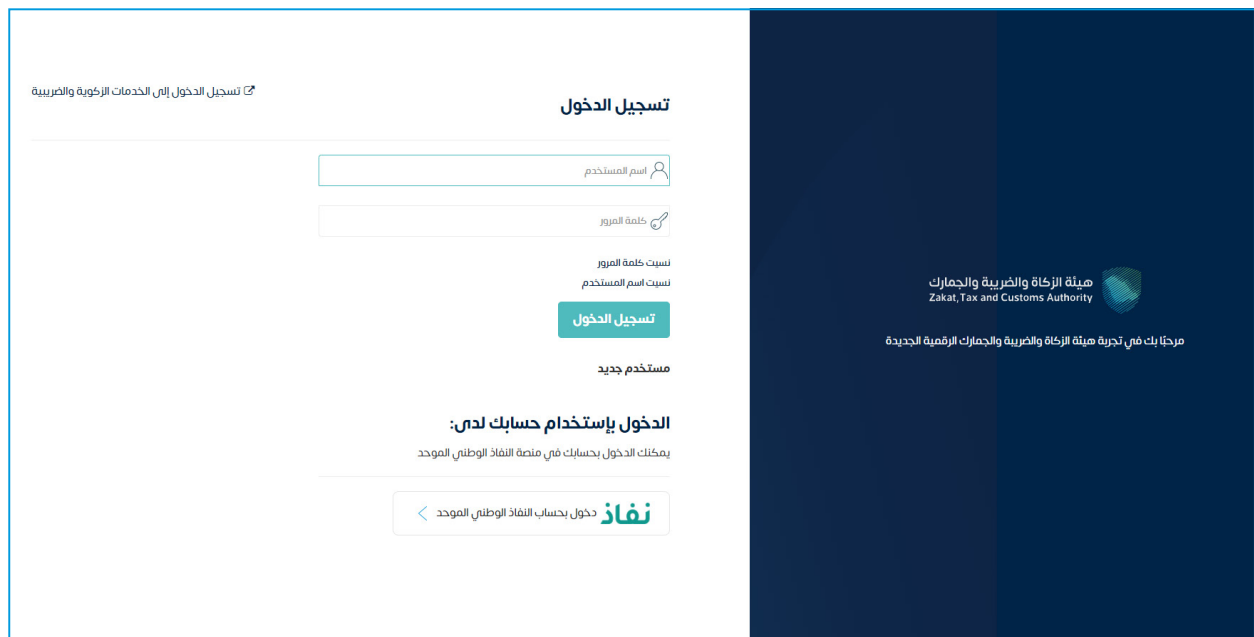 هيئة الزكاة والضريبة والجمارك
Zakat, Tax and Customs Authority
مرحبًا بك في تجربة هيئة الزكاة والضريبة والجمارك الرقمية الجديدة
تسجيل الدخول إلى الخدمات الزكوية والضريبية
تسجيل الدخول
اسم المستخدم
كلمة المرور
نسيت كلمة المرور
نسيت اسم المستخدم
تسجيل الدخول
مستخدم جديد
الدخول بإستخدام حسابك لدى:
يمكنك الدخول بحسابك في منصة النفاذ الوطني الموحد
نفاذ دخول بحساب النفاذ الوطني الموحد